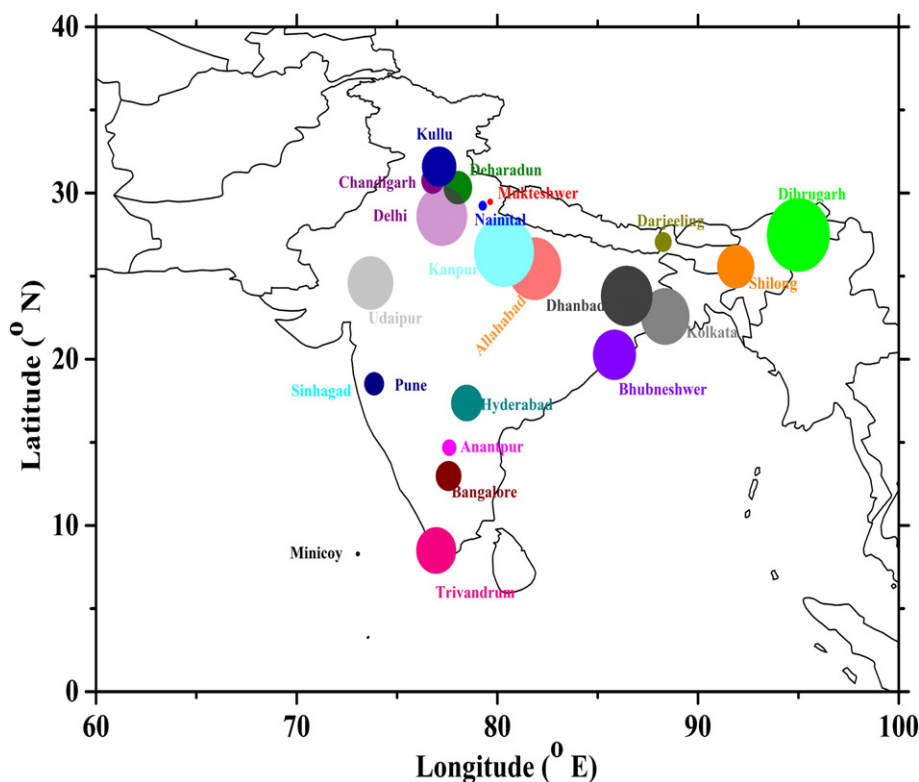 40
Kullu
Deharadun
Chandigarh
Mukteshwer
30
Dibrugarh
Delhi
Nainital
Darjeeling
Kanpur
Shilong
Dhanbad
Udaipur
Allahabad
Kolkata
20
Sinhagad
Pune
Bhubneshwer
Hyderabad
Anantpur
Bangalore
10
Minicoy
Trivandrum
0
60
70
80
90
100
Latitude (° N)
Longitude (° E)